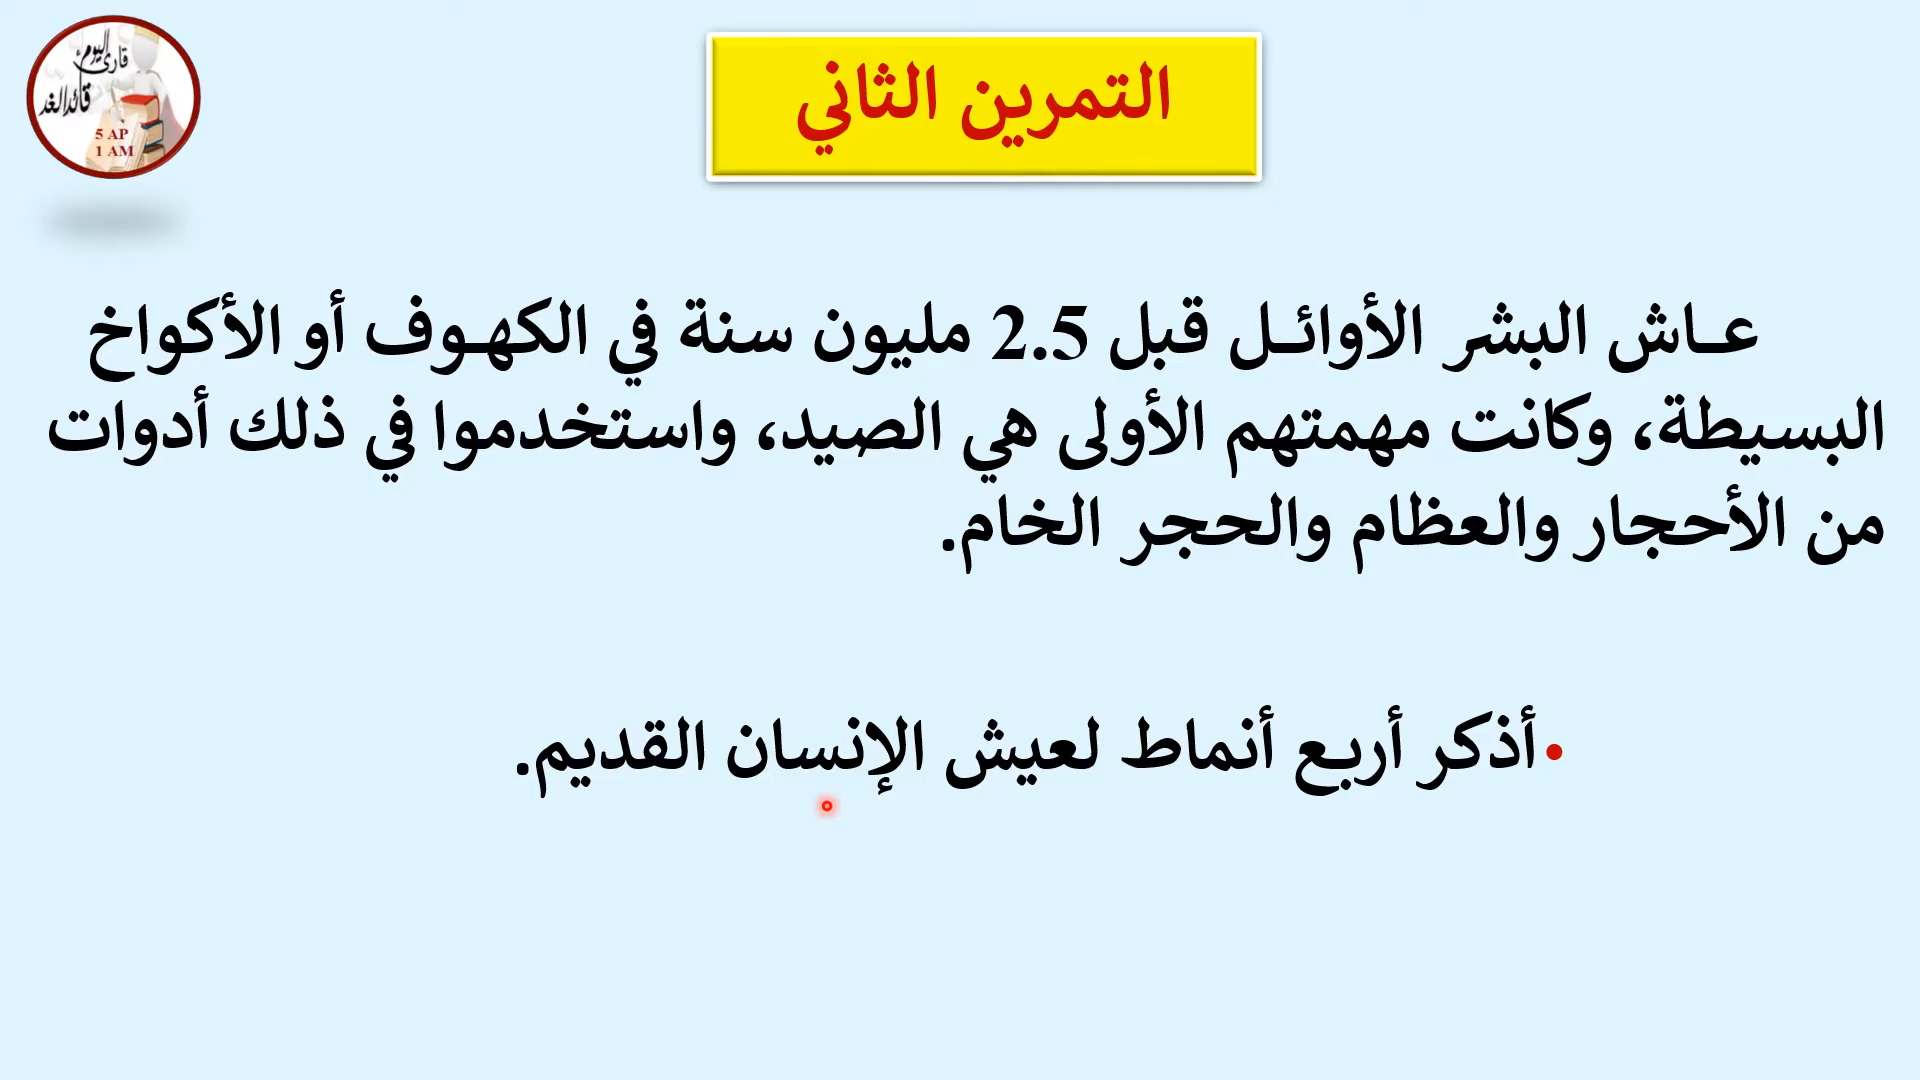 قارئ اليوم
قائد الغد
5 AP
1 AM
التمرين الثاني
عـاش البشر الأوائـل قبل 2.5 مليون سنة في الكهـوف أو الأكواخ
البسيطة، وكانت مهمتهم الأولى هي الصيد، واستخدموا في ذلك أدوات
من الأحجار والعظام والحجر الخام.
•أذكر أربع أنماط لعيش الإنسان القديم.